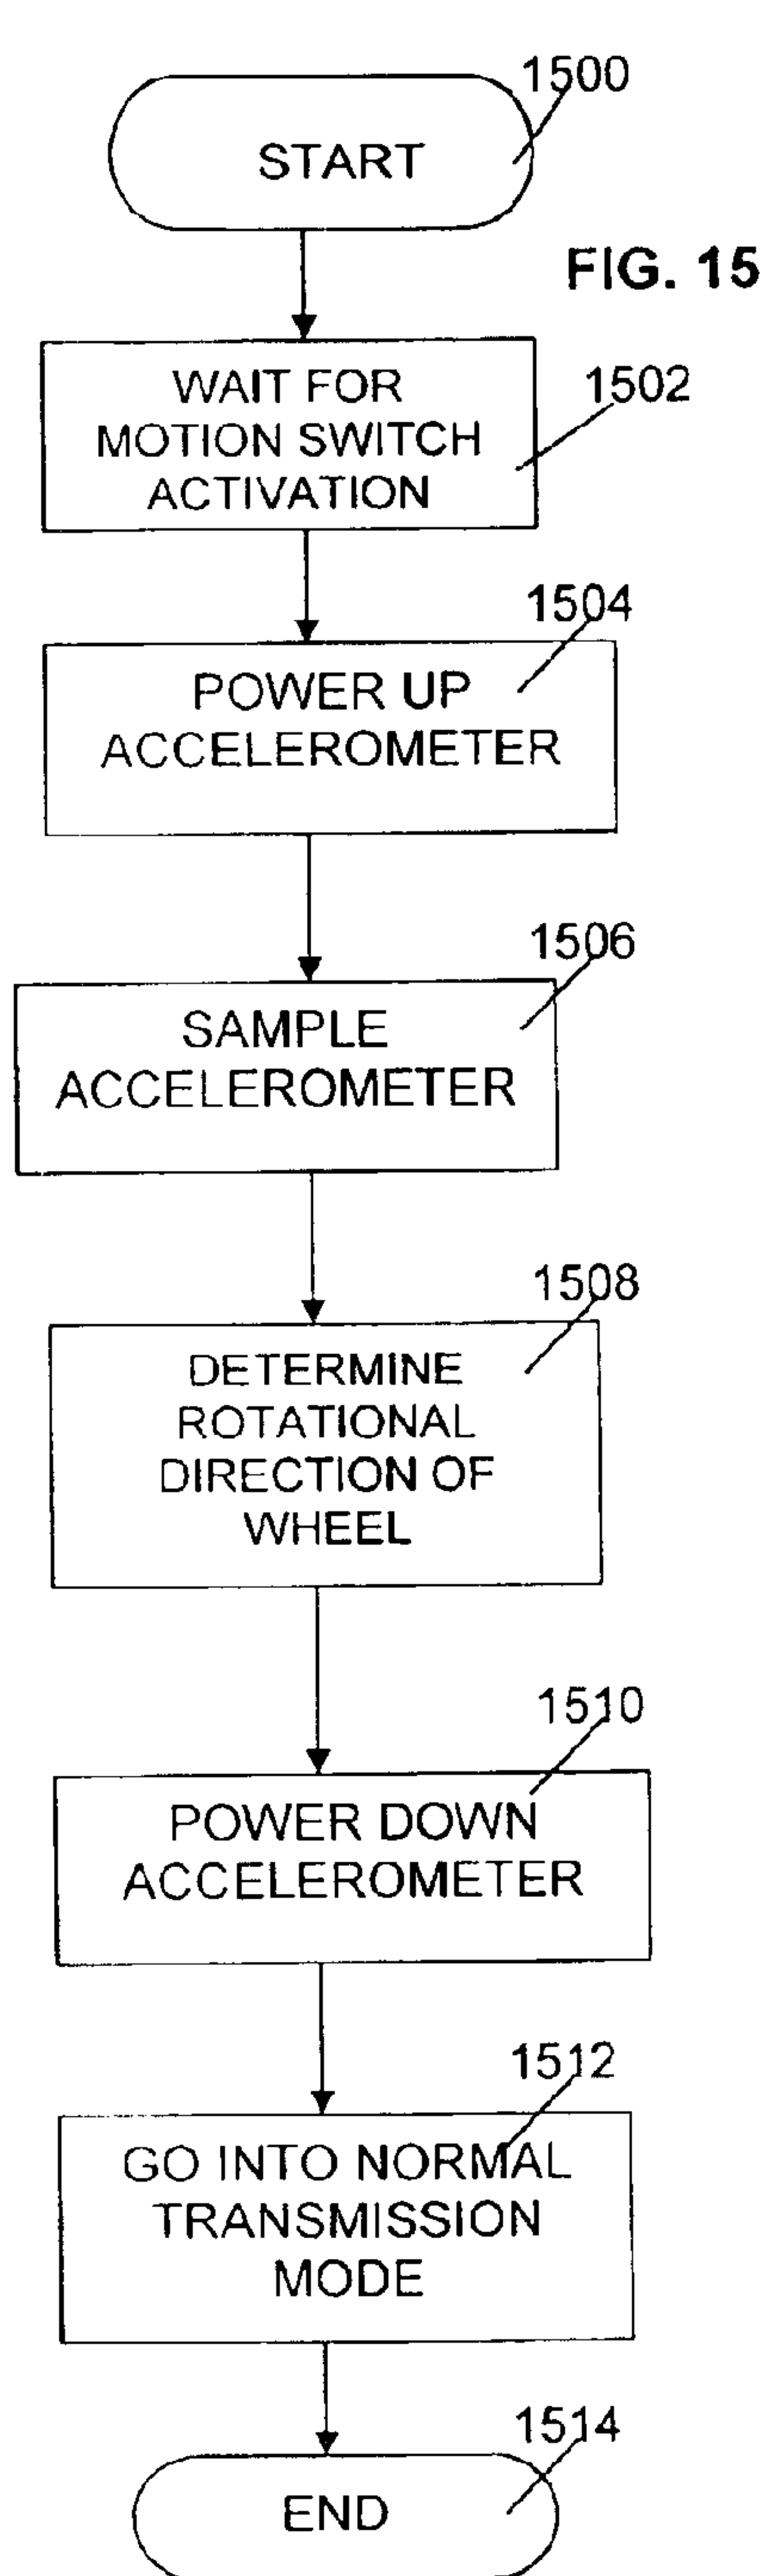 1500
START
FIG. 15
WAIT FOR
MOTION SWITCH
ACTIVATION
1502
1504
POWER UP
ACCELEROMETER
1506
SAMPLE
ACCELEROMETER
1508
DETERMINE
ROTATIONAL
DIRECTION OF
WHEEL
1510
POWER DOWN
ACCELEROMETER
1512
GO INTO NORMAL
TRANSMISSION
MODE
1514
END